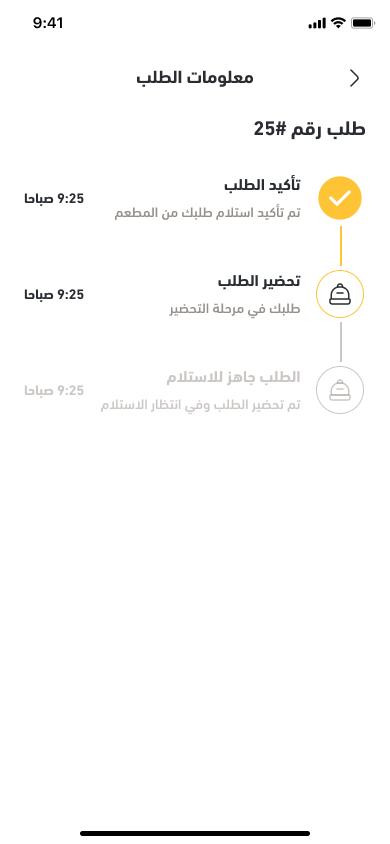 9:41
معلومات الطلب
طلب رقم #25
تأكيد الطلب
تم تأكيد استلام طلبك من المطعم
9:25 صباحا
تحضير الطلب
طلبك في مرحلة التحضير
9:25 صباحا
الطلب جاهز للاستلام
تم تحضير الطلب وفي انتظار الاستلام
9:25 صباحا